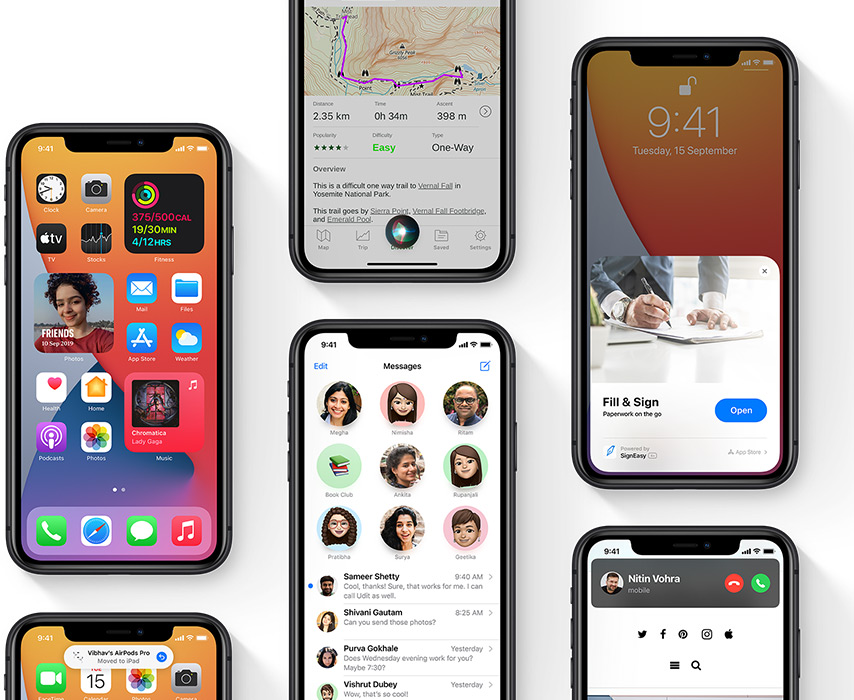 9:41
Clock
Camera
375/500CAL
19/30MIN
4/12HRS
tv
TV
Stocks
Fitness
FRIENDS
10 Sep 2019
Photos
Mail
Files
App Store
Weather
Health
Home
Chromatica
Lady Gaga
Podcasts
Photos
Music
9:41
Vibhav's AirPods Pro
Moved to iPad
TUE
15
FaceTime
Calendar
Photos
Camera
Mist
Trailhead
Grizzly Peak
Point
Mist Trail
Distance
Time
Ascent
2.35 km
0h 34m
398 m
Popularity
Difficulty
Type
★★★★★
Easy
One-Way
Overview
This is a difficult one way trail to Vernal Fall in
Yosemite National Park.
This trail goes by Sierra Point, Vernal Fall Footbridge,
and Emerald Pool.
Map
Trip
Discover
Saved
Settings
9:41
Edit
Messages
Megha
Nimisha
Ritam
Book Club
Ankita
Rupanjali
Pratibha
Surya
Geetika
Sameer Shetty
9:40 AM
Cool, thanks! Sure, that works for me. I can
call Udit as well.
Shivani Gautam
8:25 AM
Can you send those photos?
Purva Gokhale
Yesterday
Does Wednesday evening work for you?
Maybe 7:30?
Vishrut Dubey
Yesterday
Wow, that's so cool!
9:41
Tuesday, 15 September
Fill & Sign
Paperwork on the go
Open
Powered by
SignEasy
App Store
9:41
Nitin Vohra
mobile